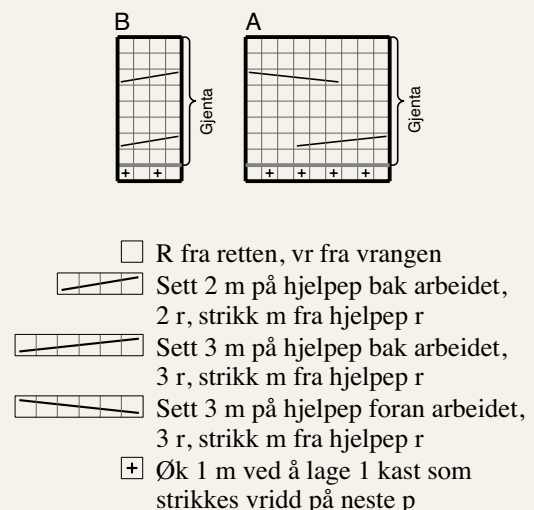 B A
Gjenta Gjenta
+ + + + + +
R fra retten, vr fra vrangen
Sett 2 m på hjelpep bak arbeidet,
2 r, strikk m fra hjelpep r
Sett 3 m på hjelpep bak arbeidet,
3 r, strikk m fra hjelpep r
Sett 3 m på hjelpep foran arbeidet,
3 r, strikk m fra hjelpep r
+ Øk 1 m ved å lage 1 kast som
strikkes vridd på neste p